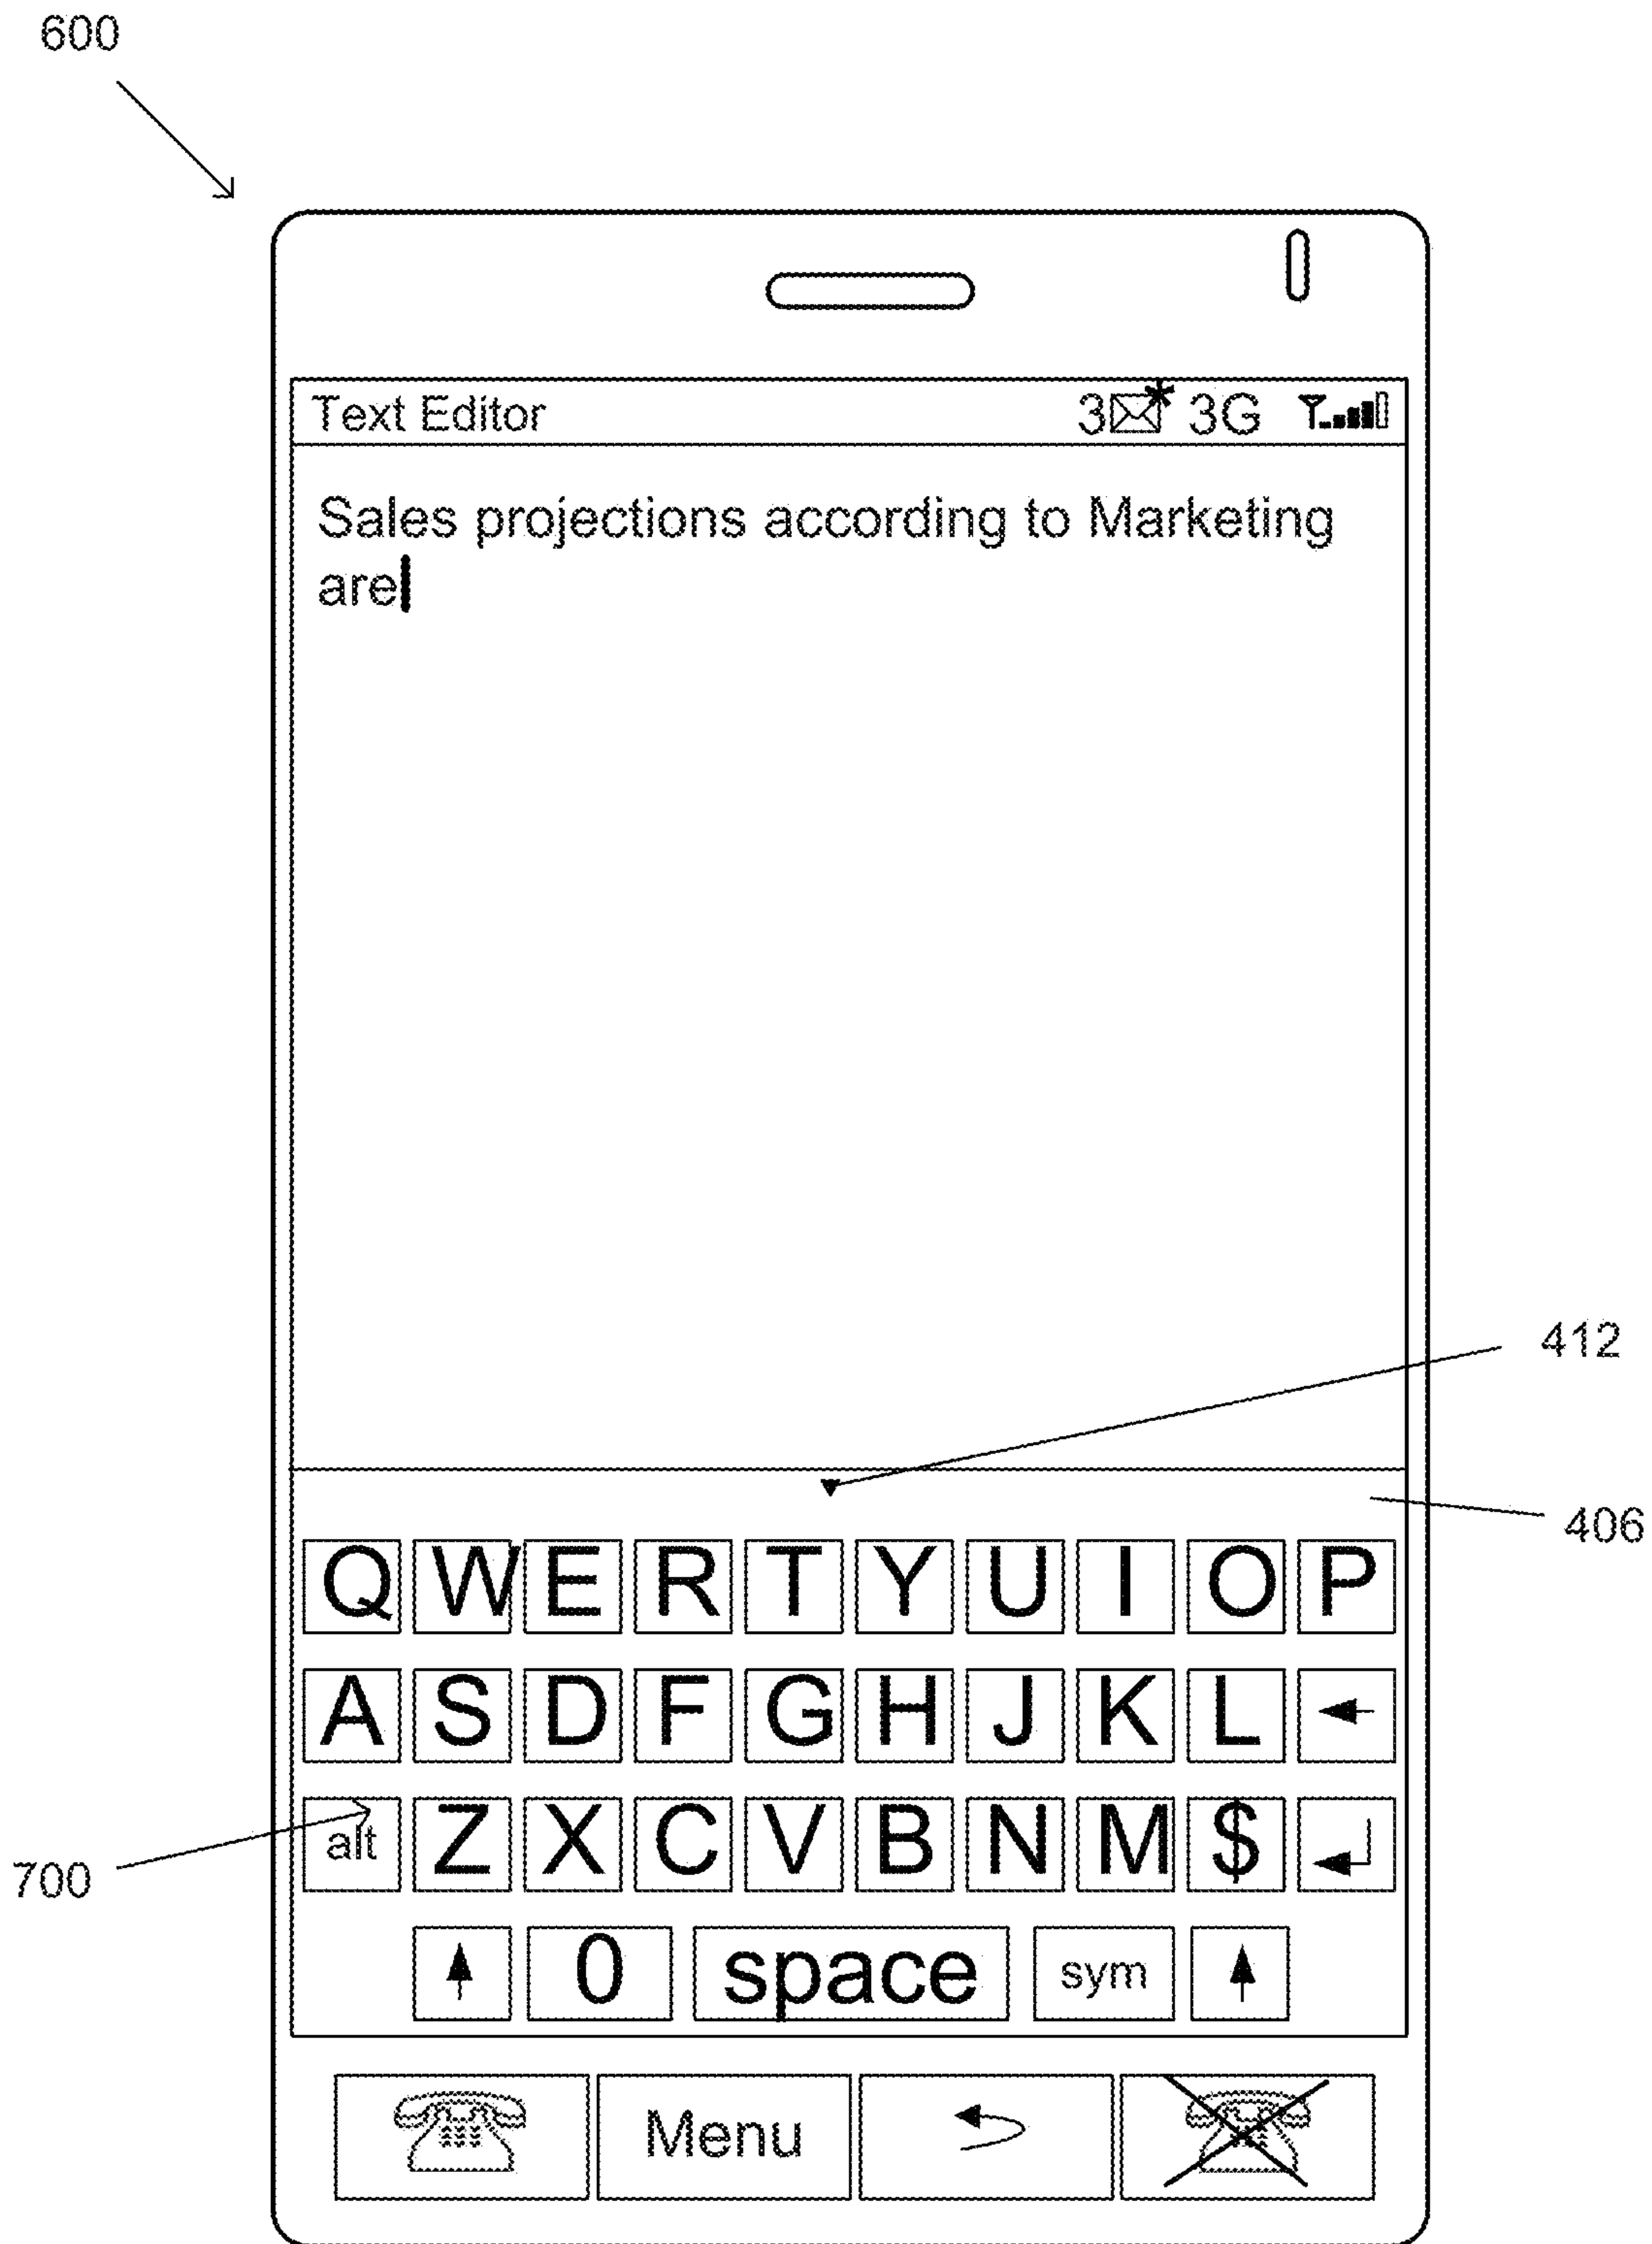 600
Text Editor 3 3G
Sales projections according to Marketing
are
412
406
Q W E R T Y U I O P
A S D F G H J K L
alt Z X C V B N M $
700
0 space sym
Menu